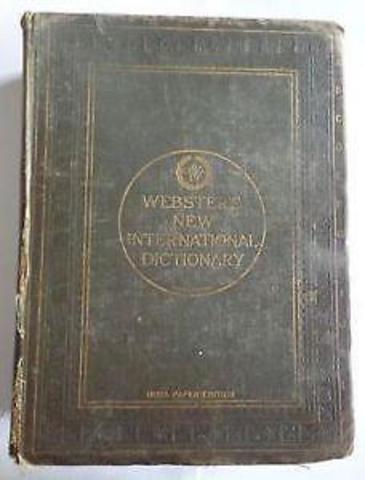 WEBSTER'S
NEW
INTERNATIONAL
DICTIONARY
INDIA PAPER EDITION